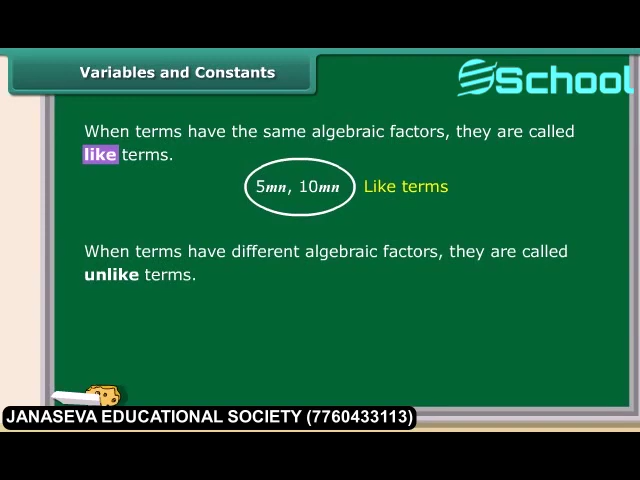 Variables and Constants
School
When terms have the same algebraic factors, they are called
like terms.
5mn, 10mn Like terms
When terms have different algebraic factors, they are called
unlike terms.
JANASEVA EDUCATIONAL SOCIETY (7760433113)